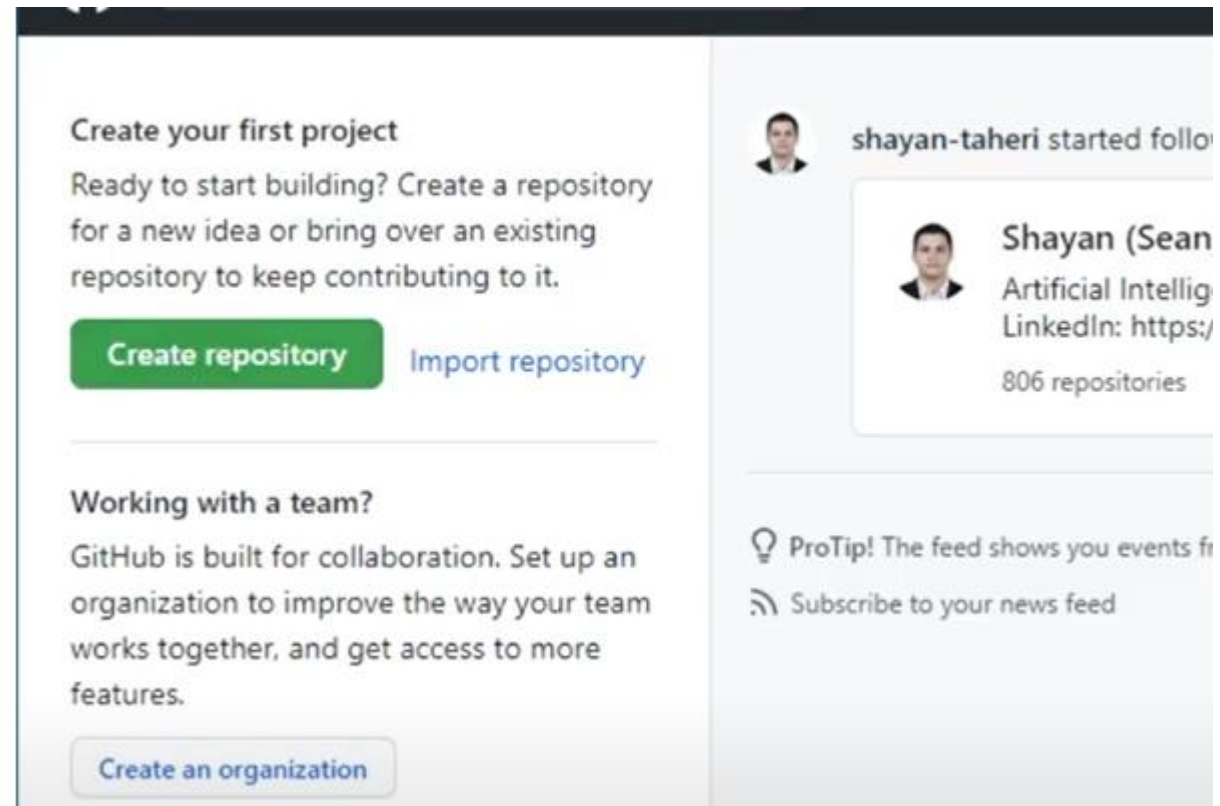 Create your first project
Ready to start building? Create a repository
for a new idea or bring over an existing
repository to keep contributing to it.
Create repository
Import repository
Working with a team?
GitHub is built for collaboration. Set up an
organization to improve the way your team
works together, and get access to more
features.
Create an organization
shayan-taheri started follo
Shayan (Sean
Artificial Intellig
LinkedIn: https:/
806 repositories
ProTip! The feed shows you events fr
Subscribe to your news feed